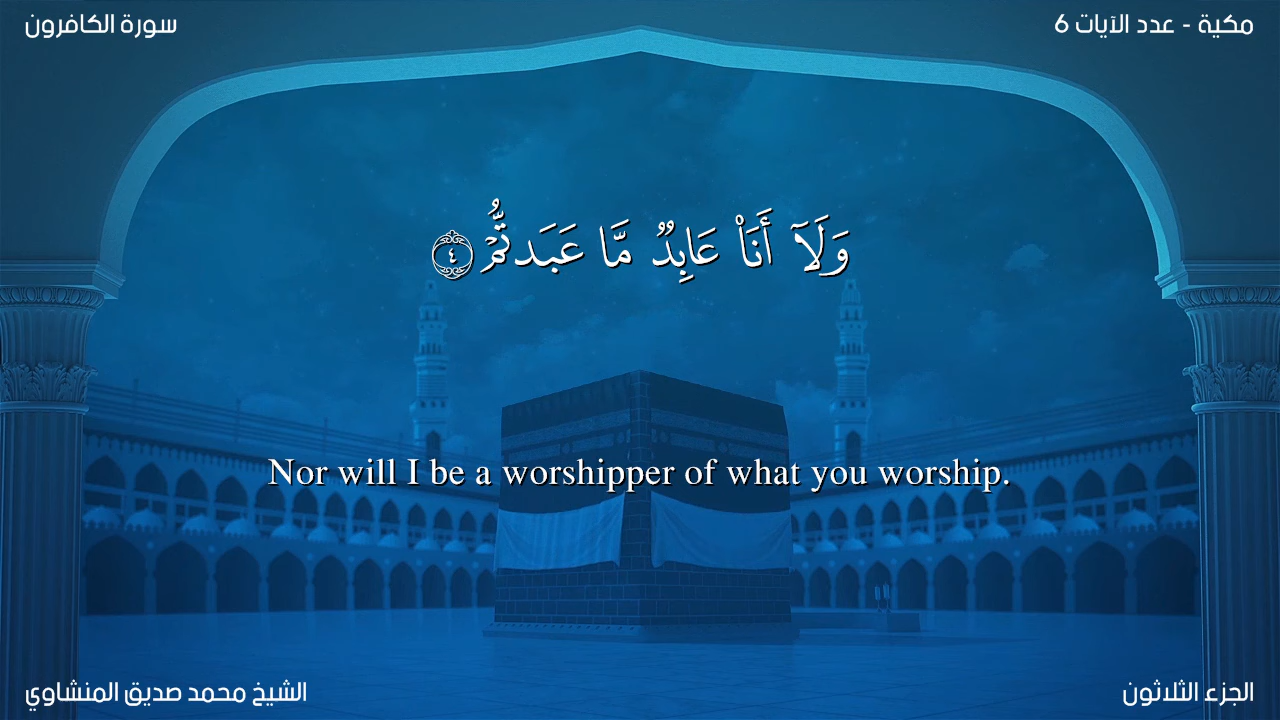 مكية - عدد الآيات 6
سورة الكافرون
وَلَآ أَنَا۠ عَابِدٌ مَّا عَبَدتُّمْ ٤
Nor will I be a worshipper of what you worship.
الجزء الثلاثون
الشيخ محمد صديق المنشاوي